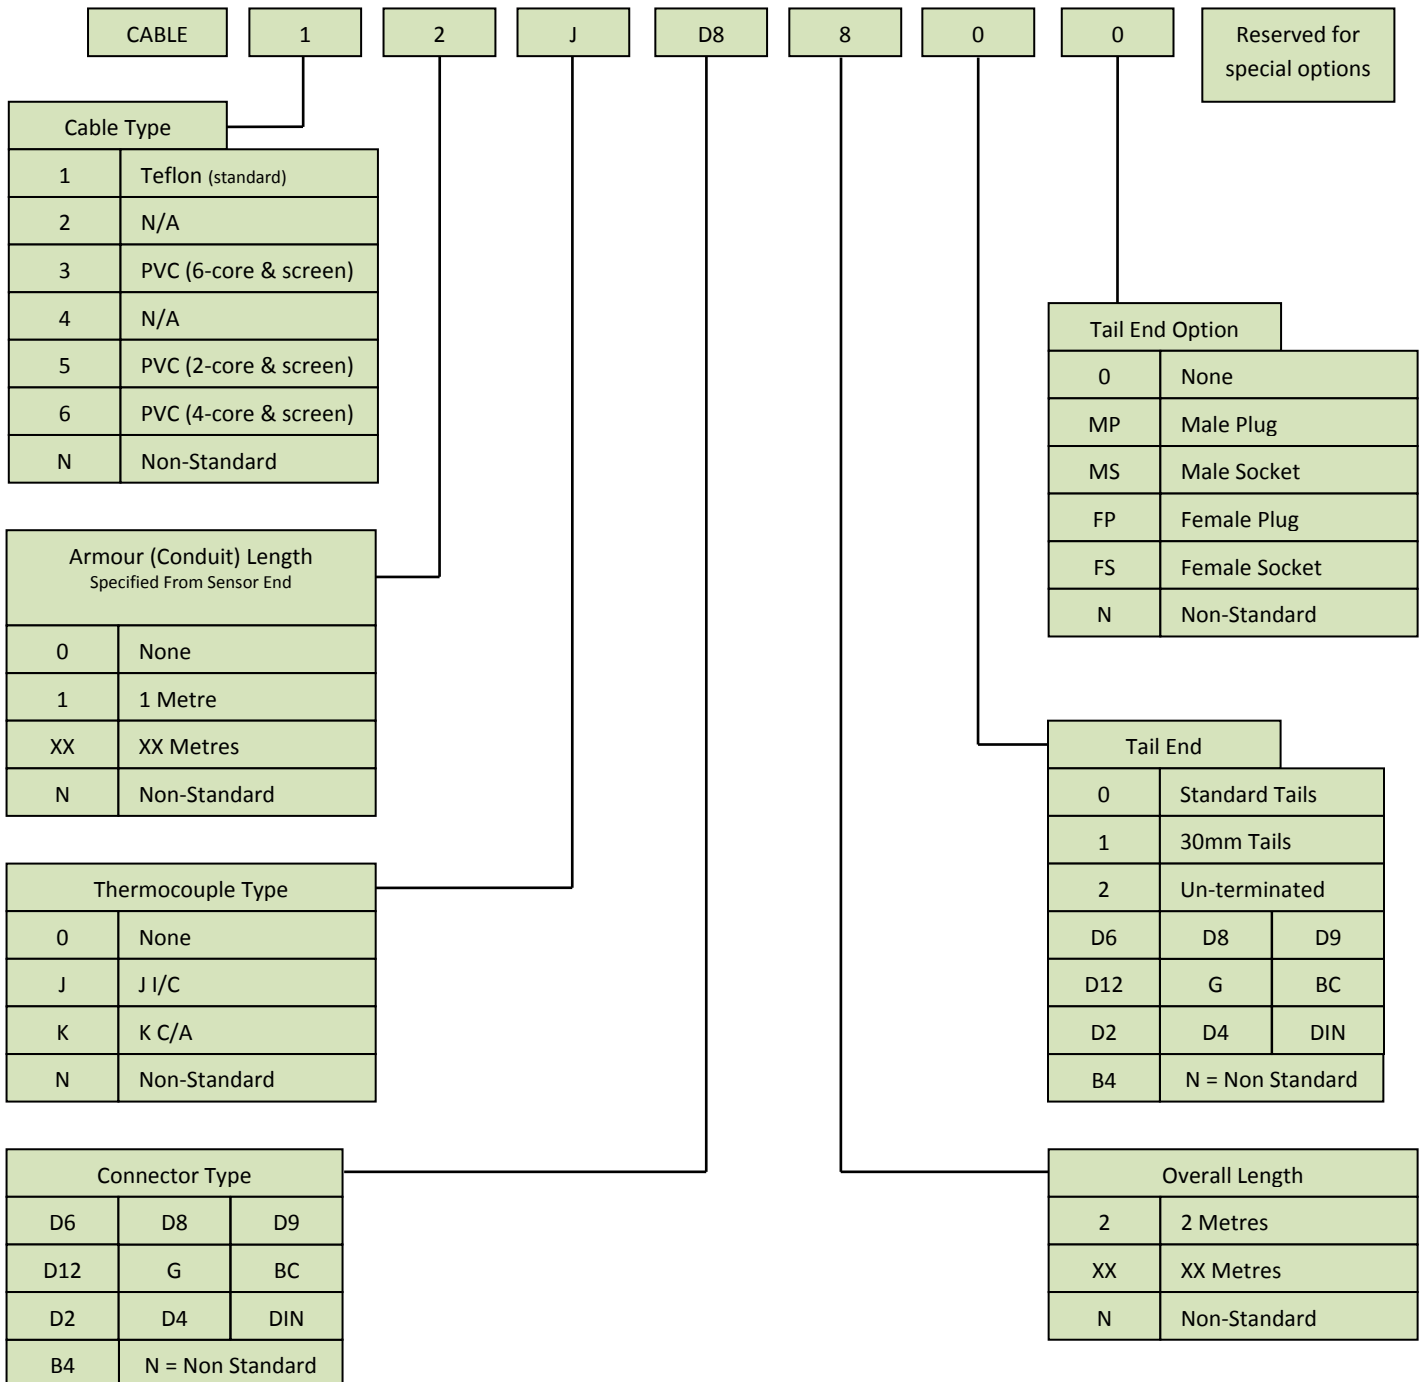 CABLE 1 2 J D8 8 0 0 Reserved for
special options
Cable Type
1 Teflon (standard)
2 N/A
3 PVC (6-core & screen)
4 N/A
5 PVC (2-core & screen)
6 PVC (4-core & screen)
N Non-Standard
Armour (Conduit) Length
Specified From Sensor End
0 None
1 1 Metre
XX XX Metres
N Non-Standard
Thermocouple Type
0 None
J J I/C
K K C/A
N Non-Standard
Connector Type
D6 D8 D9
D12 G BC
D2 D4 DIN
B4 N = Non Standard
Tail End Option
0 None
MP Male Plug
MS Male Socket
FP Female Plug
FS Female Socket
N Non-Standard
Tail End
0 Standard Tails
1 30mm Tails
2 Un-terminated
D6 D8 D9
D12 G BC
D2 D4 DIN
B4 N = Non Standard
Overall Length
2 2 Metres
XX XX Metres
N Non-Standard